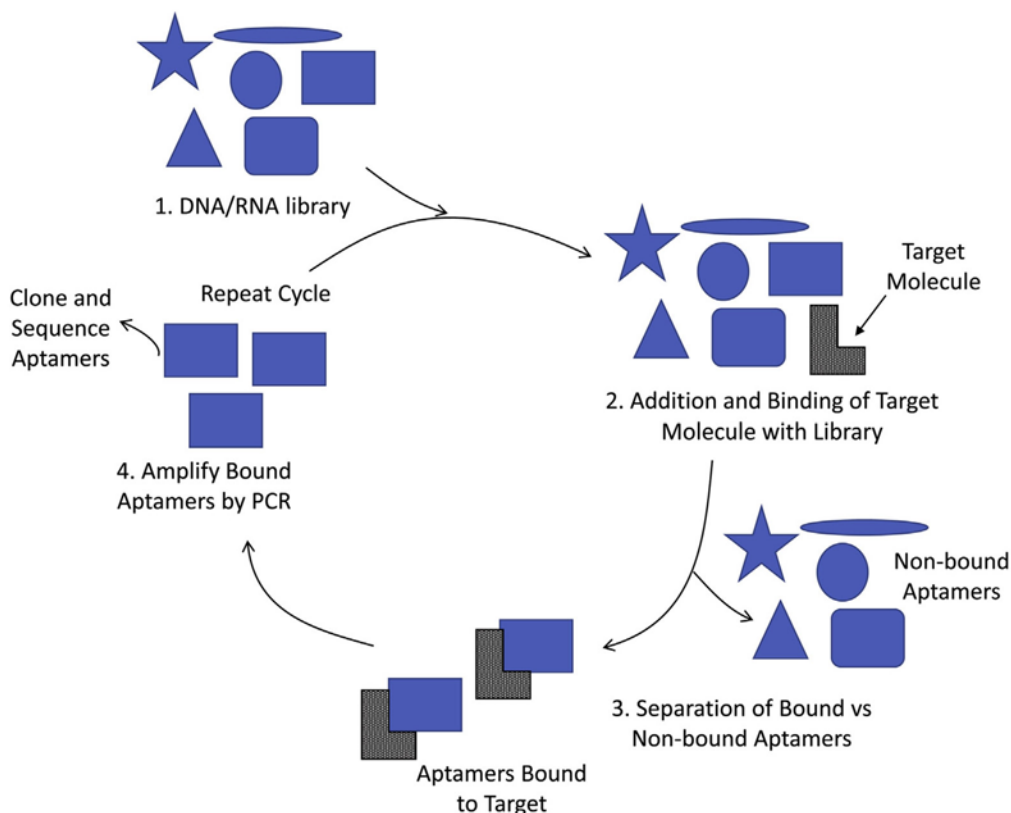 1. DNA/RNA library
Target
Molecule
2. Addition and Binding of Target
Molecule with Library
Non-bound
Aptamers
3. Separation of Bound vs
Non-bound Aptamers
Aptamers Bound
to Target
4. Amplify Bound
Aptamers by PCR
Clone and
Sequence
Aptamers
Repeat Cycle